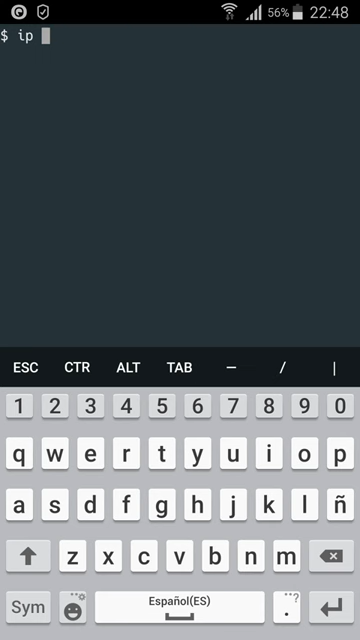 56% 22:48
$ ip
ESC CTR ALT TAB – / |
1 2 3 4 5 6 7 8 9 0
q w e r t y u i o p
a s d f g h j k l ñ
z x c v b n m
Sym Español(ES) . ...?